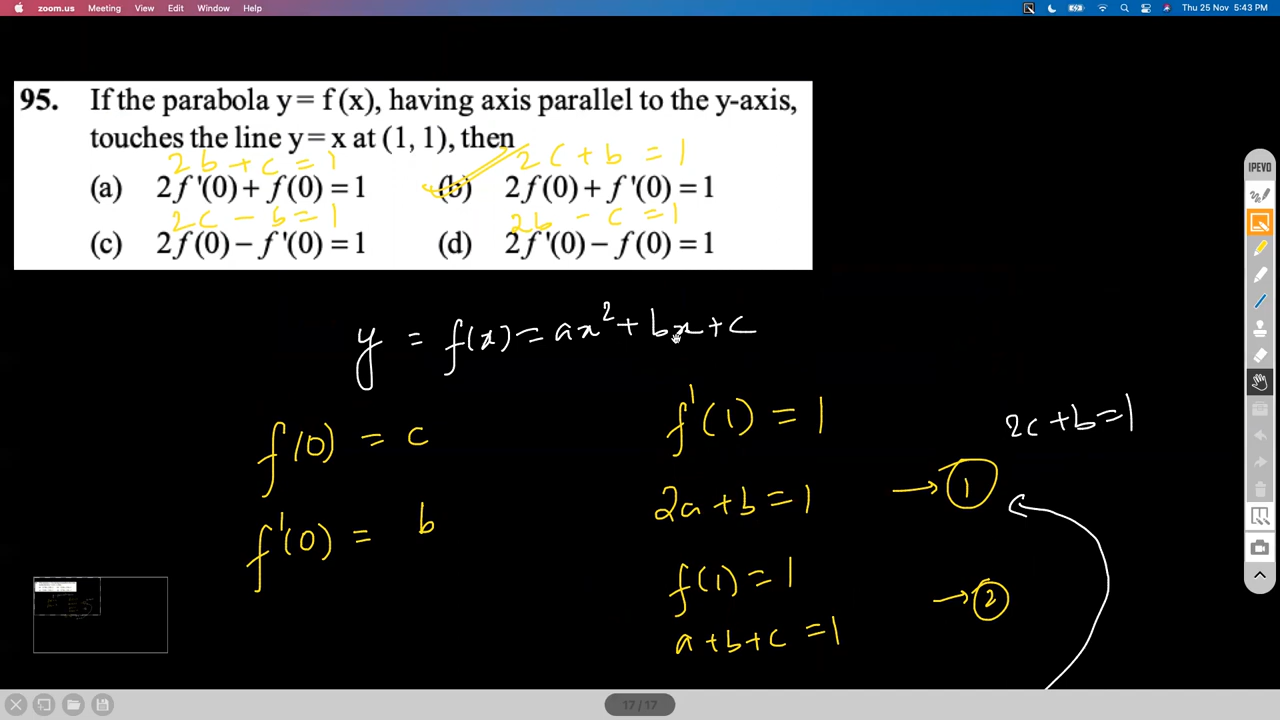 zoom.us Meeting View Edit Window Help
Thu 25 Nov 5:43 PM
95. If the parabola y = f (x), having axis parallel to the y-axis,
touches the line y = x at (1, 1), then
2b + c = 1 2c + b = 1
(a) 2f '(0) + f (0) = 1 (b) 2f (0) + f '(0) = 1
2c - b = 1 2b - c = 1
(c) 2f (0) – f '(0) = 1 (d) 2f '(0) – f (0) = 1
y = f(x) = ax² + bx + c
f(0) = c
f'(0) = b
f'(1) = 1
2a + b = 1 → 1
f(1) = 1
a + b + c = 1 → 2
2c + b = 1
IPEVO
17 / 17